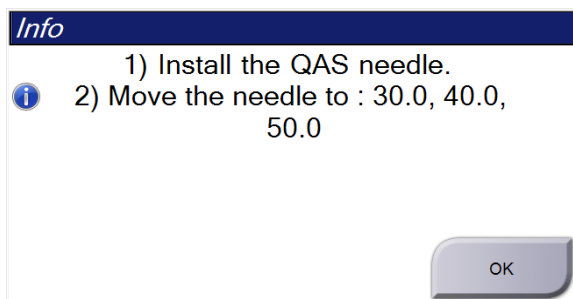 Info
1) Install the QAS needle.
2) Move the needle to : 30.0, 40.0,
50.0
OK